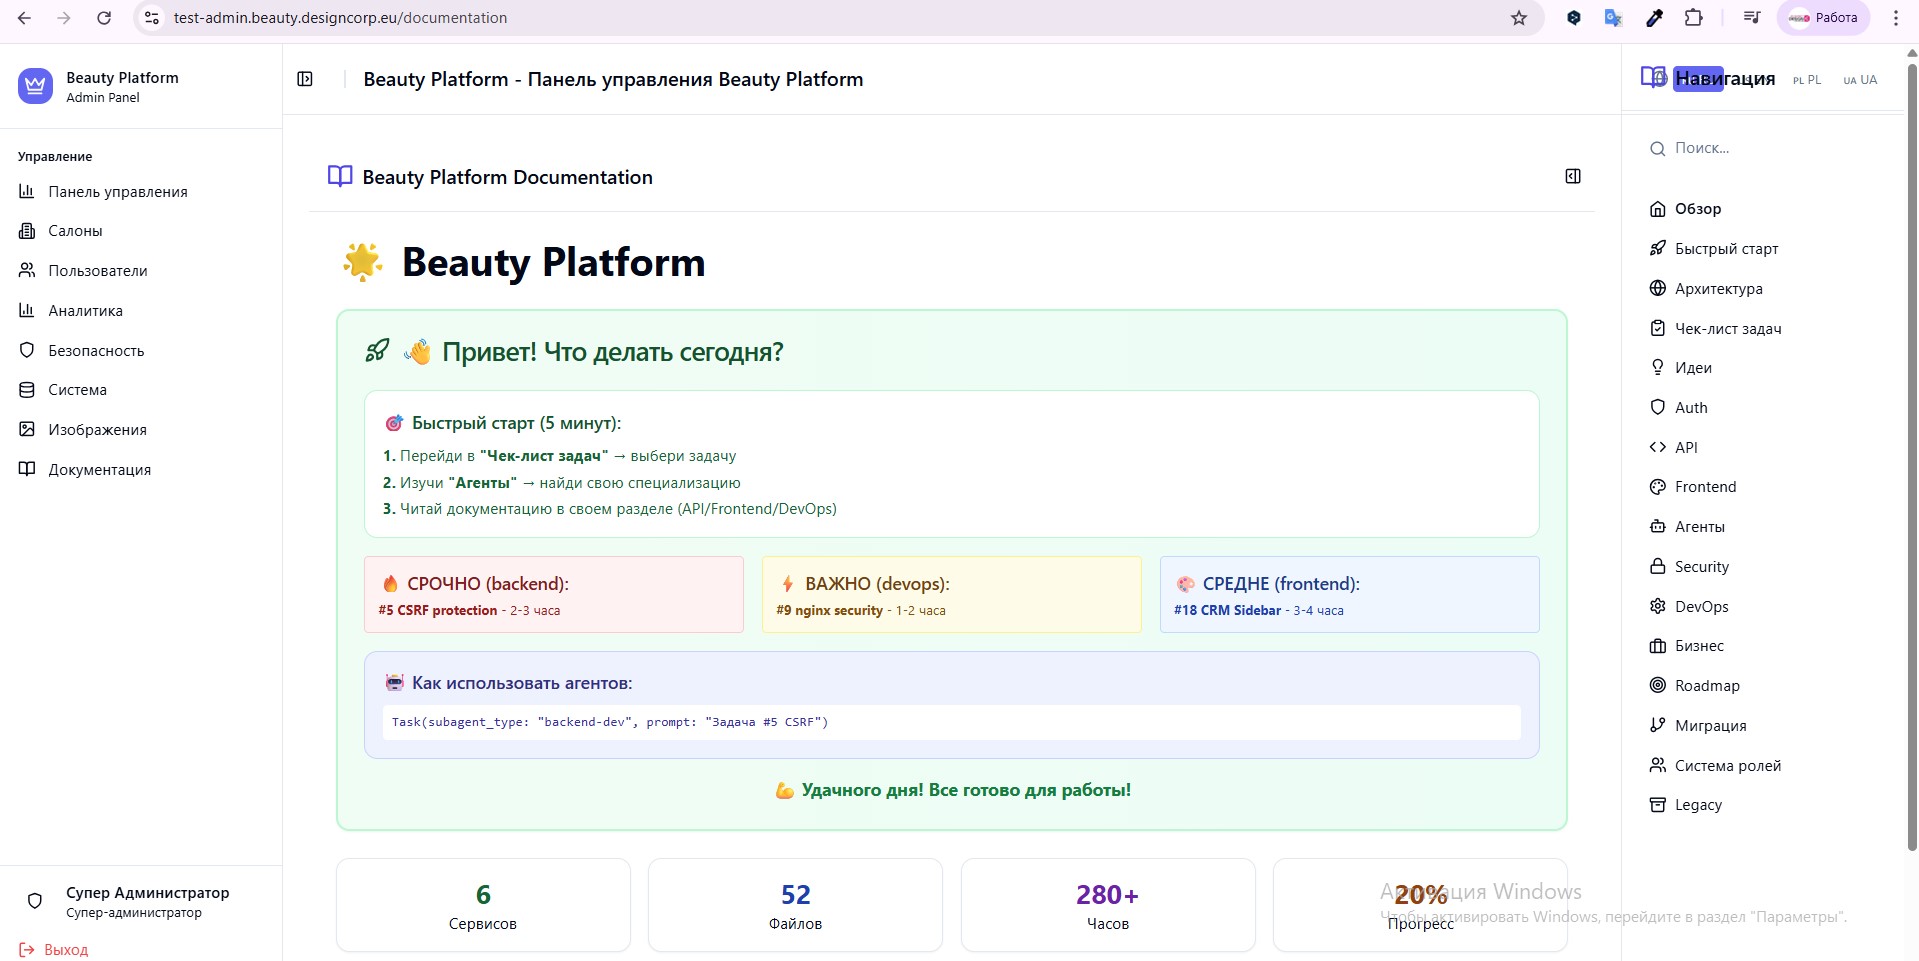 test-admin.beauty.designcorp.eu/documentation
Работа
Beauty Platform
Admin Panel
Управление
Панель управления
Салоны
Пользователи
Аналитика
Безопасность
Система
Изображения
Документация
Супер Администратор
Супер-администратор
Выход
Beauty Platform - Панель управления Beauty Platform
Beauty Platform Documentation
Beauty Platform
Привет! Что делать сегодня?
Быстрый старт (5 минут):
1. Перейди в "Чек-лист задач" → выбери задачу
2. Изучи "Агенты" → найди свою специализацию
3. Читай документацию в своем разделе (API/Frontend/DevOps)
СРОЧНО (backend):
#5 CSRF protection - 2-3 часа
ВАЖНО (devops):
#9 nginx security - 1-2 часа
СРЕДНЕ (frontend):
#18 CRM Sidebar - 3-4 часа
Как использовать агентов:
Task(subagent_type: "backend-dev", prompt: "Задача #5 CSRF")
Удачного дня! Все готово для работы!
6
Сервисов
52
Файлов
280+
Часов
20%
Прогресс
Навигация
PL PL
UA UA
Поиск...
Обзор
Быстрый старт
Архитектура
Чек-лист задач
Идеи
Auth
API
Frontend
Агенты
Security
DevOps
Бизнес
Roadmap
Миграция
Система ролей
Legacy
Активация Windows
Чтобы активировать Windows, перейдите в раздел "Параметры".